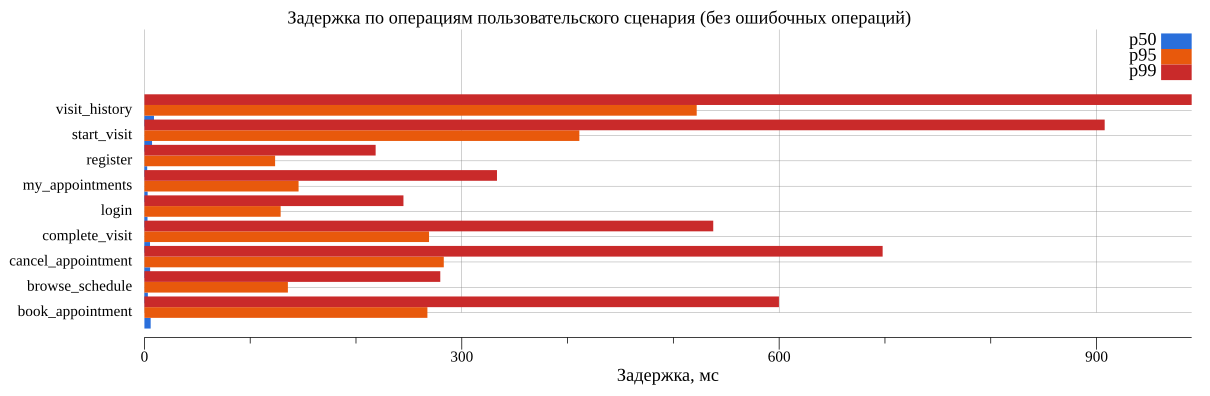 Задержка по операциям пользовательского сценария (без ошибочных операций)
p50
p95
p99
visit_history
start_visit
register
my_appointments
login
complete_visit
cancel_appointment
browse_schedule
book_appointment
0 300 600 900
Задержка, мс